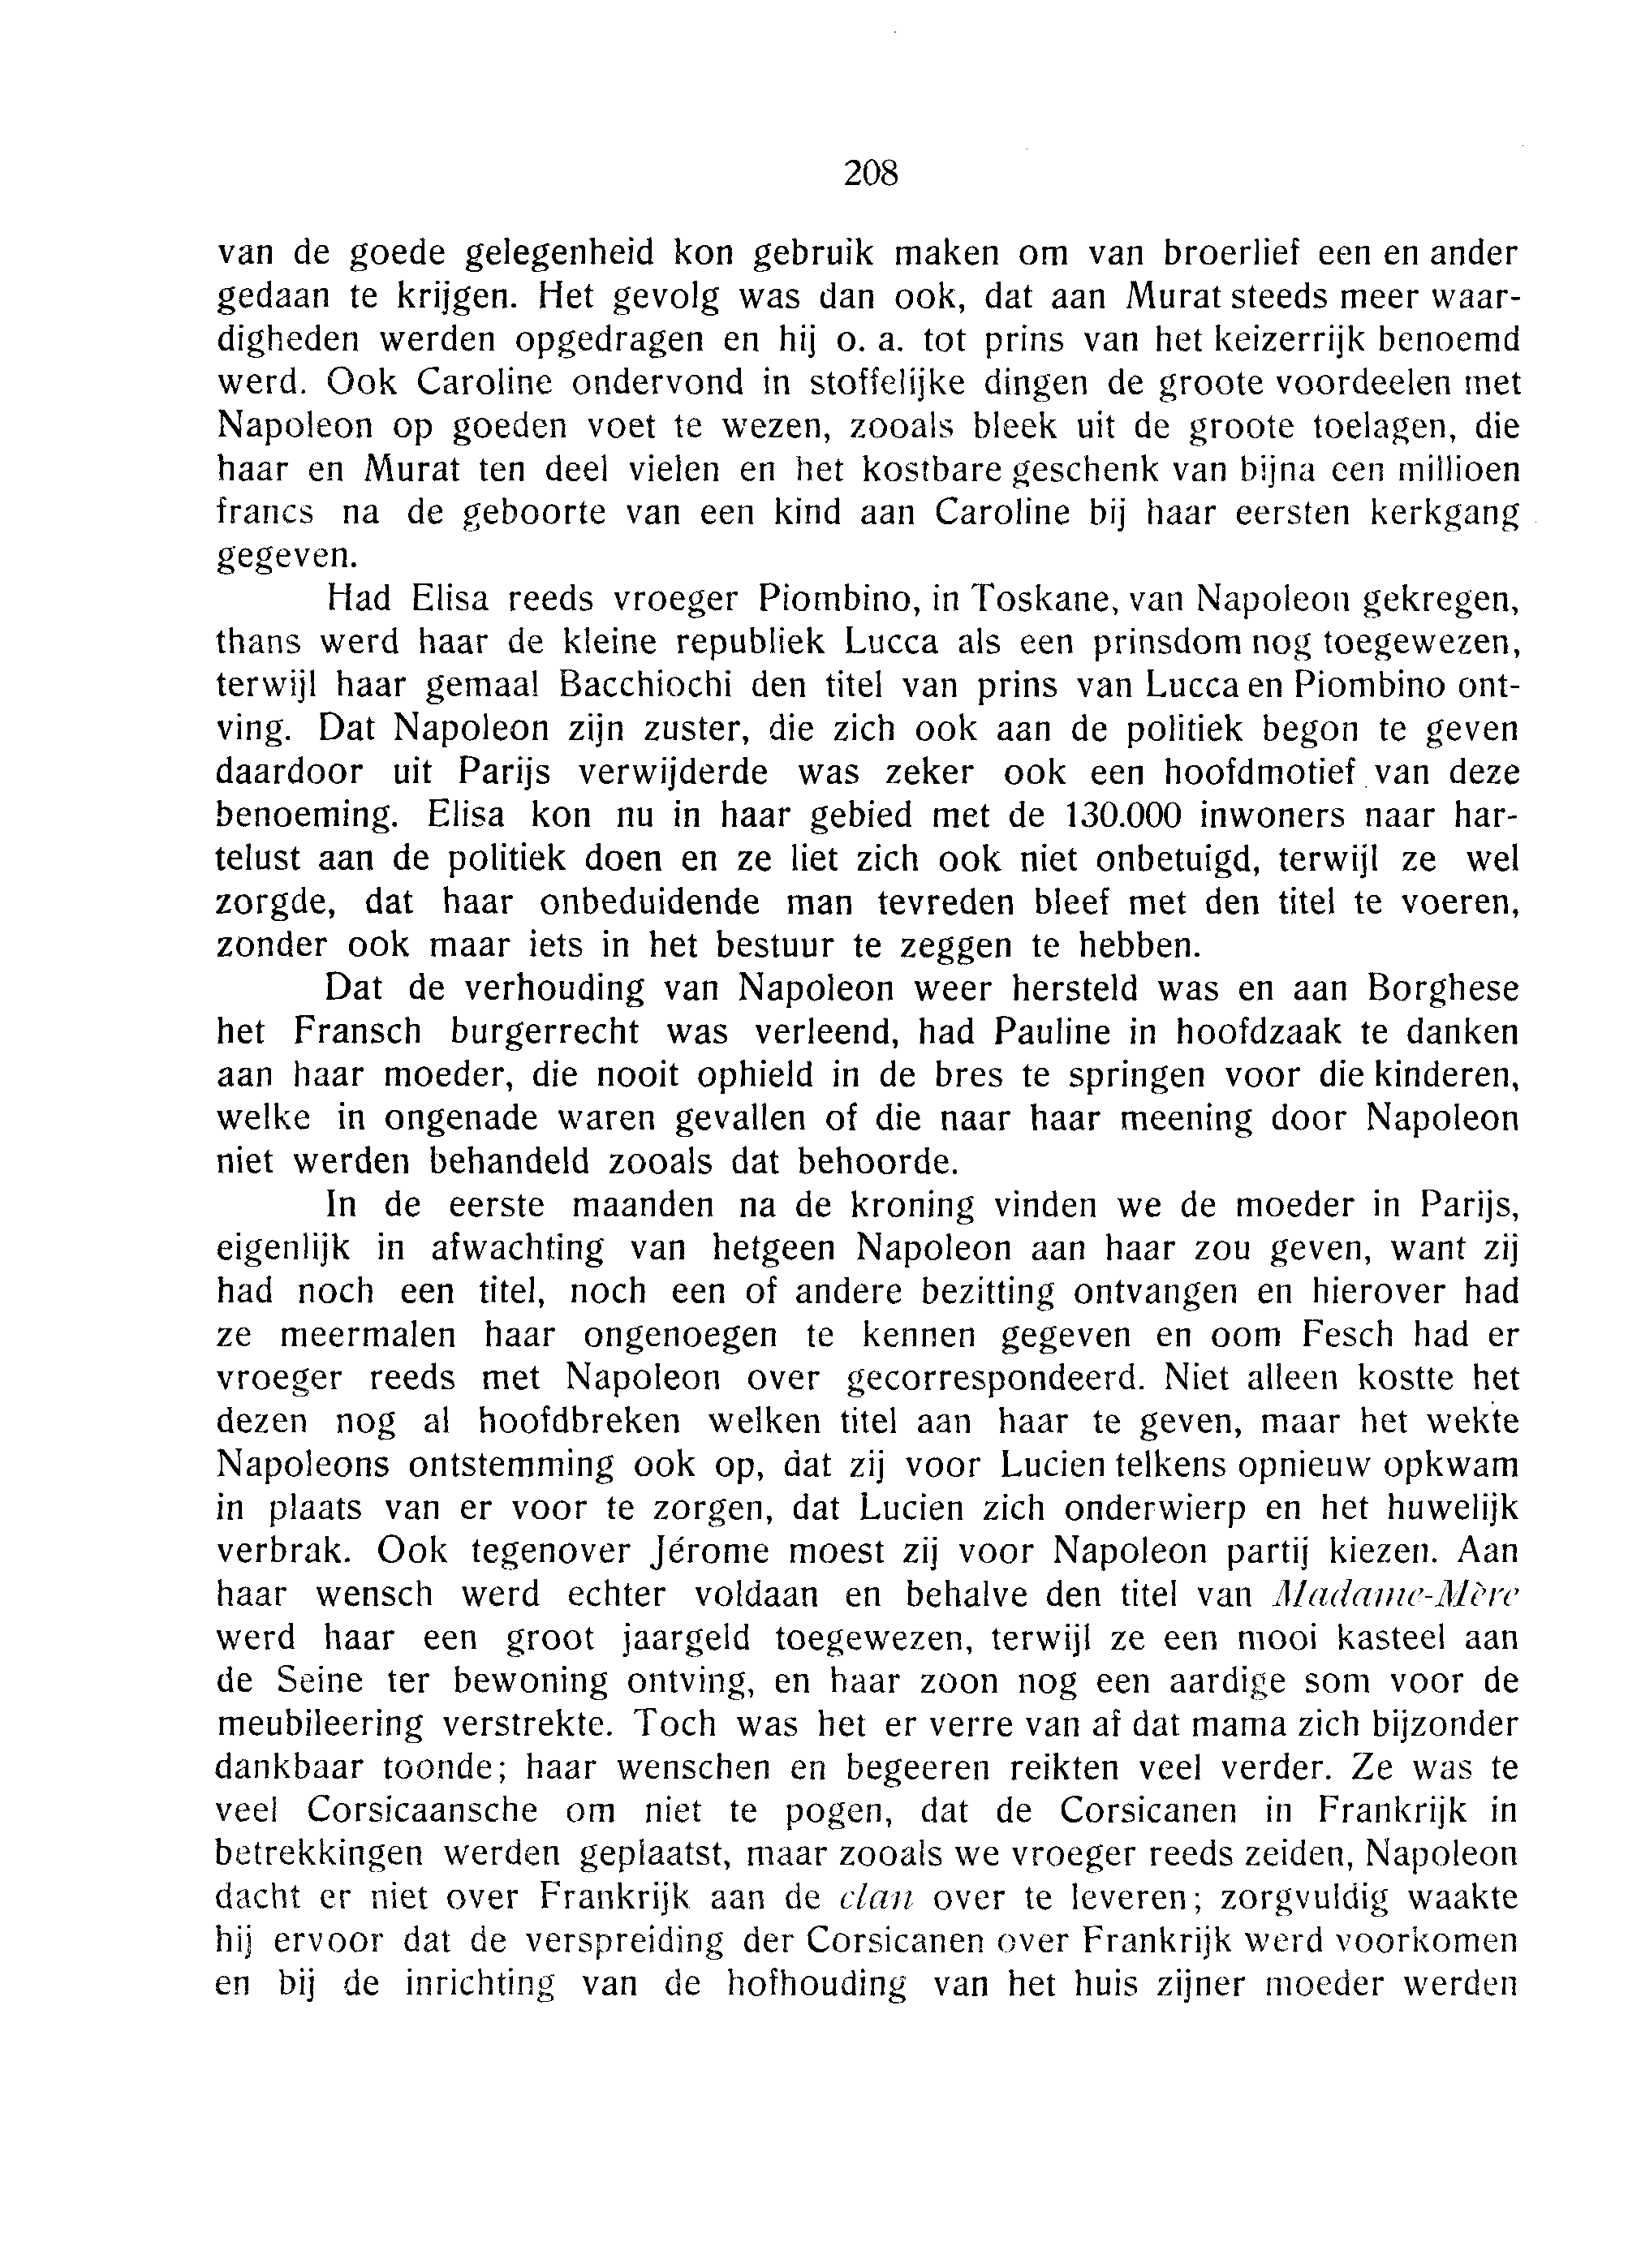 208
van de goede gelegenheid kon gebruik maken om van broerlief een en ander
gedaan te krijgen. Het gevolg was dan ook, dat aan Murat steeds meer waar-
digheden werden opgedragen en hij o. a. tot prins van het keizerrijk benoemd
werd. Ook Caroline ondervond in stoffelijke dingen de groote voordeelen met
Napoleon op goeden voet te wezen, zooals bleek uit de groote toelagen, die
haar en Murat ten deel vielen en het kostbare geschenk van bijna een millioen
francs na de geboorte van een kind aan Caroline bij haar eersten kerkgang
gegeven.
Had Elisa reeds vroeger Piombino, in Toskane, van Napoleon gekregen,
thans werd haar de kleine republiek Lucca als een prinsdom nog toegewezen,
terwijl haar gemaal Bacchiochi den titel van prins van Lucca en Piombino ont-
ving. Dat Napoleon zijn zuster, die zich ook aan de politiek begon te geven
daardoor uit Parijs verwijderde was zeker ook een hoofdmotief van deze
benoeming. Elisa kon nu in haar gebied met de 130.000 inwoners naar har-
telust aan de politiek doen en ze liet zich ook niet onbetuigd, terwijl ze wel
zorgde, dat haar onbeduidende man tevreden bleef met den titel te voeren,
zonder ook maar iets in het bestuur te zeggen te hebben.
Dat de verhouding van Napoleon weer hersteld was en aan Borghese
het Fransch burgerrecht was verleend, had Pauline in hoofdzaak te danken
aan haar moeder, die nooit ophield in de bres te springen voor die kinderen,
welke in ongenade waren gevallen of die naar haar meening door Napoleon
niet werden behandeld zooals dat behoorde.
In de eerste maanden na de kroning vinden we de moeder in Parijs,
eigenlijk in afwachting van hetgeen Napoleon aan haar zou geven, want zij
had noch een titel, noch een of andere bezitting ontvangen en hierover had
ze meermalen haar ongenoegen te kennen gegeven en oom Fesch had er
vroeger reeds met Napoleon over gecorrespondeerd. Niet alleen kostte het
dezen nog al hoofdbreken welken titel aan haar te geven, maar het wekte
Napoleons ontstemming ook op, dat zij voor Lucien telkens opnieuw opkwam
in plaats van er voor te zorgen, dat Lucien zich onderwierp en het huwelijk
verbrak. Ook tegenover Jérome moest zij voor Napoleon partij kiezen. Aan
haar wensch werd echter voldaan en behalve den titel van Madame-Mère
werd haar een groot jaargeld toegewezen, terwijl ze een mooi kasteel aan
de Seine ter bewoning ontving, en haar zoon nog een aardige som voor de
meubileering verstrekte. Toch was het er verre van af dat mama zich bijzonder
dankbaar toonde; haar wenschen en begeeren reikten veel verder. Ze was te
veel Corsicaansche om niet te pogen, dat de Corsicanen in Frankrijk in
betrekkingen werden geplaatst, maar zooals we vroeger reeds zeiden, Napoleon
dacht er niet over Frankrijk aan de clan over te leveren; zorgvuldig waakte
hij ervoor dat de verspreiding der Corsicanen over Frankrijk werd voorkomen
en bij de inrichting van de hofhouding van het huis zijner moeder werden